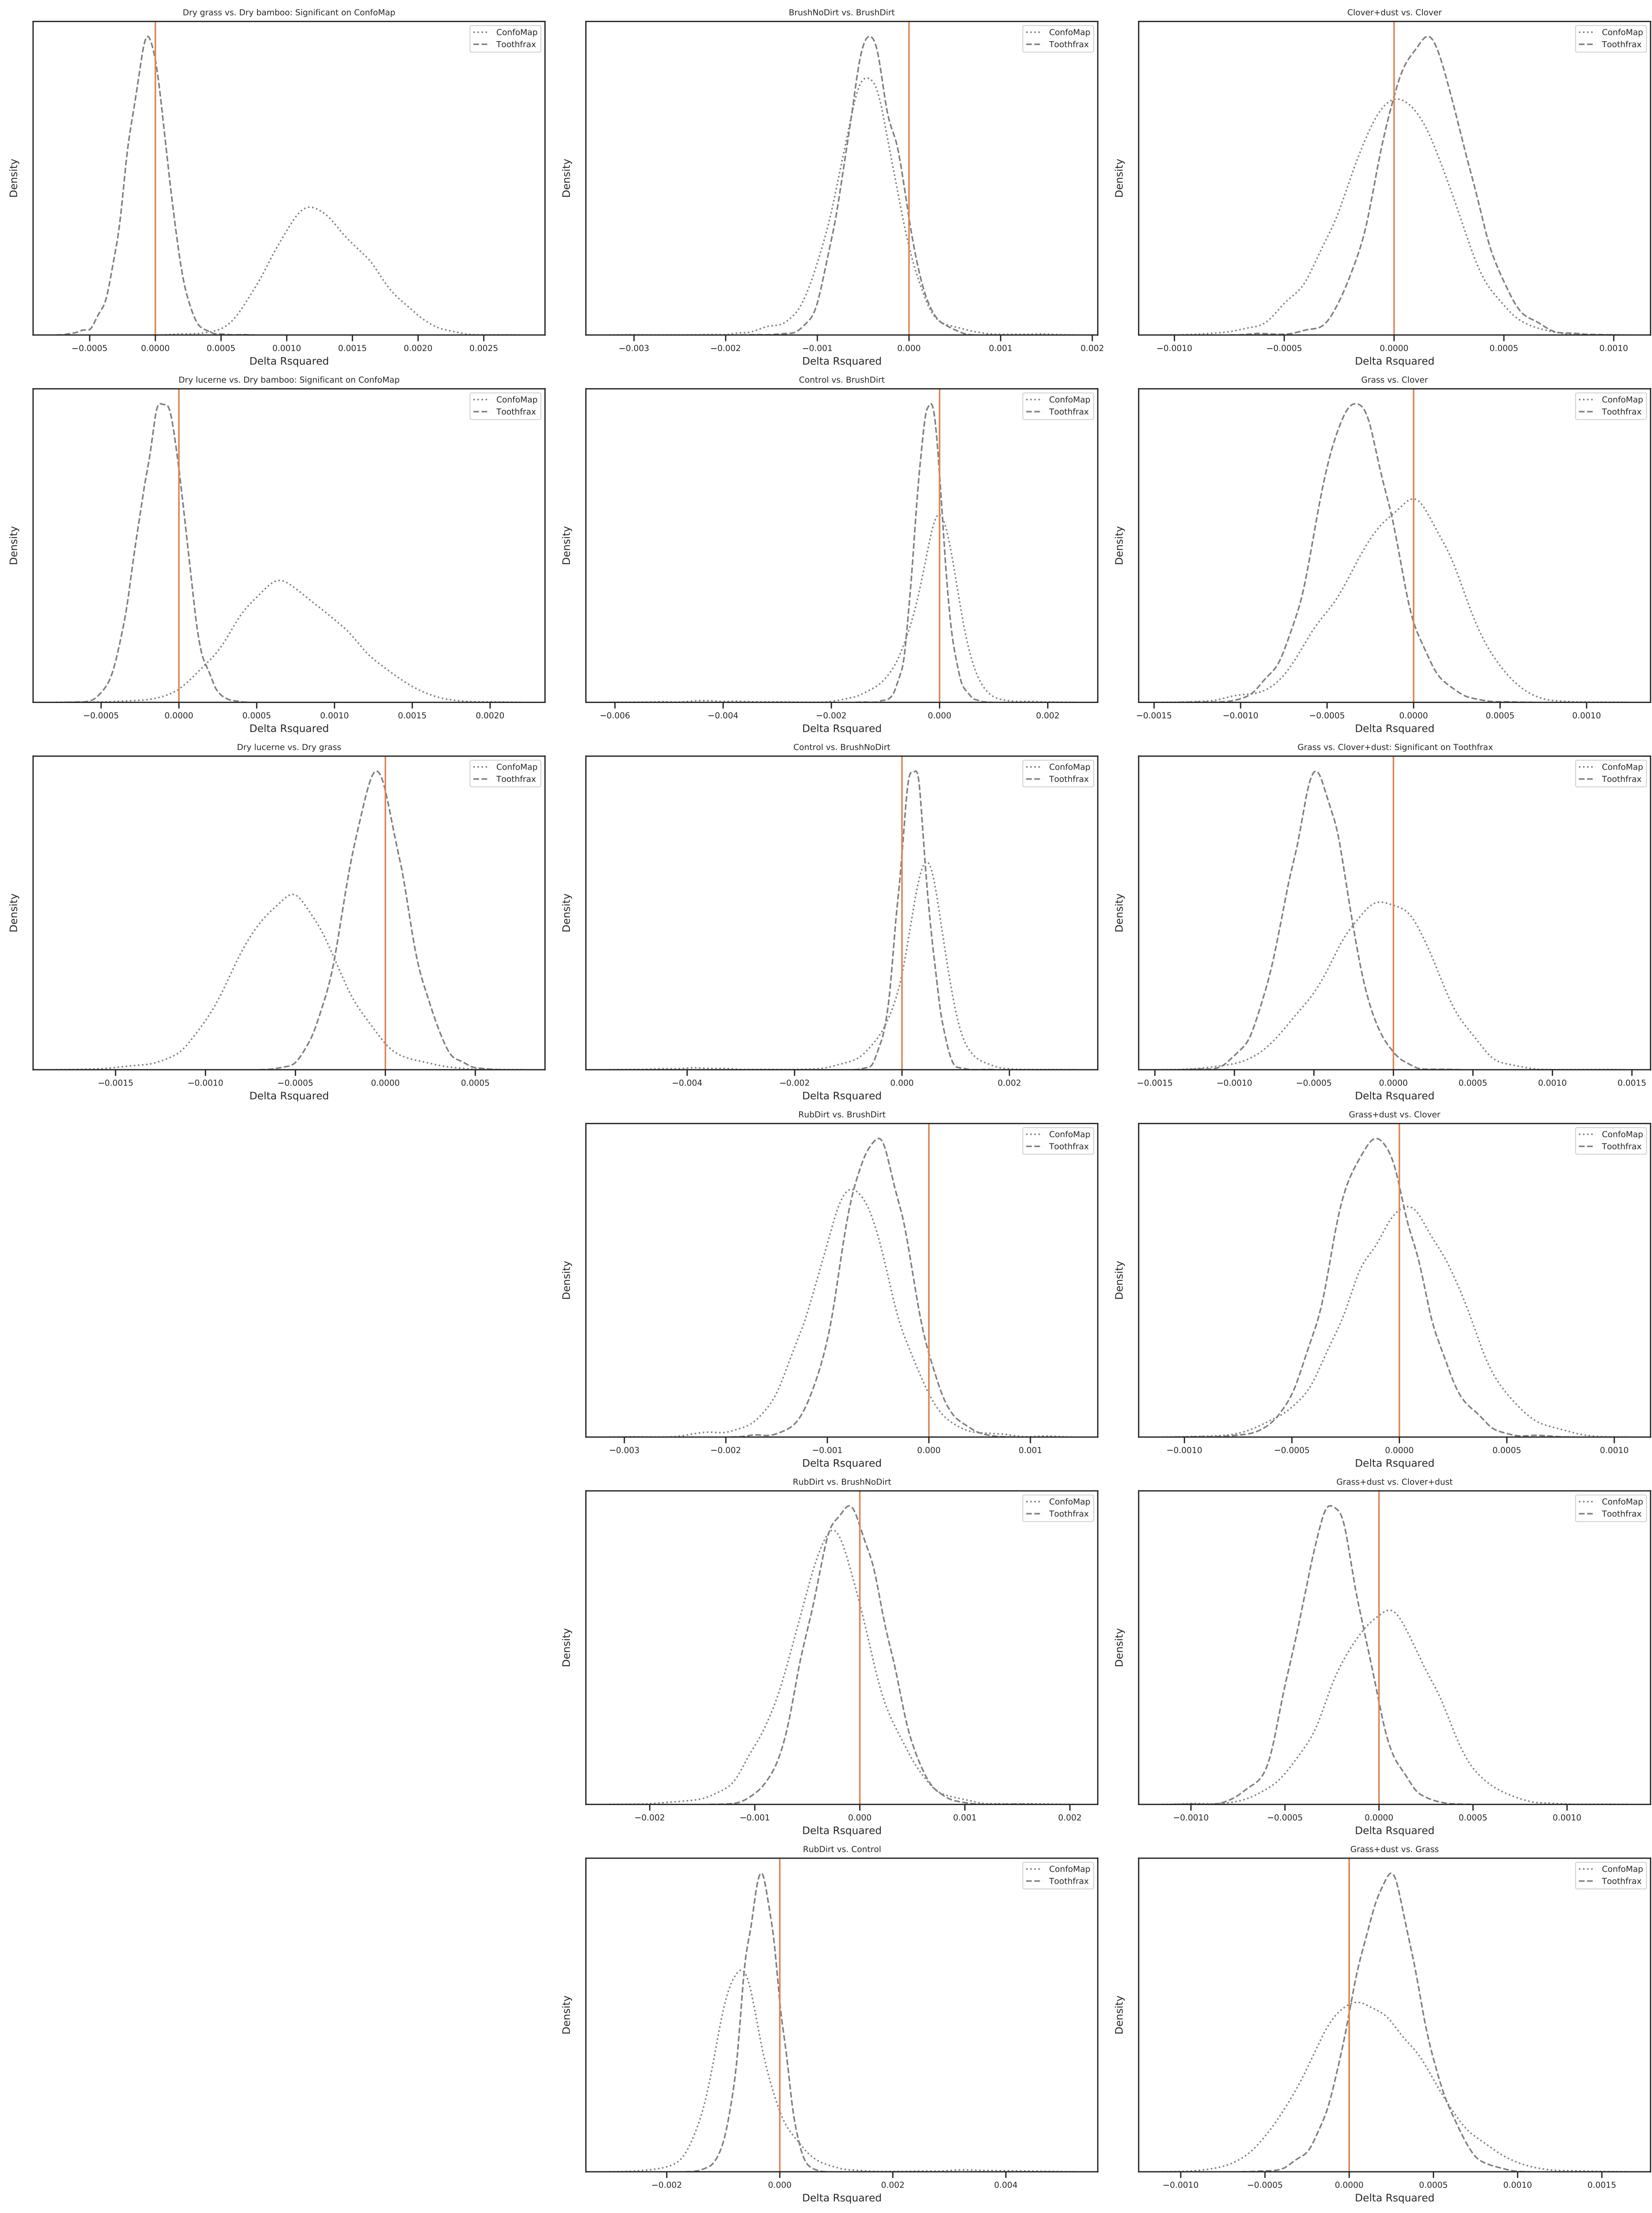 Dry grass vs. Dry bamboo: Significant on ConfoMap
Density
ConfoMap
Toothfrax
−0.0005 0.0000 0.0005 0.0010 0.0015 0.0020 0.0025
Delta Rsquared
BrushNoDirt vs. BrushDirt
Density
ConfoMap
Toothfrax
−0.003 −0.002 −0.001 0.000 0.001 0.002
Delta Rsquared
Clover+dust vs. Clover
Density
ConfoMap
Toothfrax
−0.0010 −0.0005 0.0000 0.0005 0.0010
Delta Rsquared
Dry lucerne vs. Dry bamboo: Significant on ConfoMap
Density
ConfoMap
Toothfrax
−0.0005 0.0000 0.0005 0.0010 0.0015 0.0020
Delta Rsquared
Control vs. BrushDirt
Density
ConfoMap
Toothfrax
−0.006 −0.004 −0.002 0.000 0.002
Delta Rsquared
Grass vs. Clover
Density
ConfoMap
Toothfrax
−0.0015 −0.0010 −0.0005 0.0000 0.0005 0.0010
Delta Rsquared
Dry lucerne vs. Dry grass
Density
ConfoMap
Toothfrax
−0.0015 −0.0010 −0.0005 0.0000 0.0005
Delta Rsquared
Control vs. BrushNoDirt
Density
ConfoMap
Toothfrax
−0.004 −0.002 0.000 0.002
Delta Rsquared
Grass vs. Clover+dust: Significant on Toothfrax
Density
ConfoMap
Toothfrax
−0.0015 −0.0010 −0.0005 0.0000 0.0005 0.0010 0.0015
Delta Rsquared
RubDirt vs. BrushDirt
Density
ConfoMap
Toothfrax
−0.003 −0.002 −0.001 0.000 0.001
Delta Rsquared
Grass+dust vs. Clover
Density
ConfoMap
Toothfrax
−0.0010 −0.0005 0.0000 0.0005 0.0010
Delta Rsquared
RubDirt vs. BrushNoDirt
Density
ConfoMap
Toothfrax
−0.002 −0.001 0.000 0.001 0.002
Delta Rsquared
Grass+dust vs. Clover+dust
Density
ConfoMap
Toothfrax
−0.0010 −0.0005 0.0000 0.0005 0.0010
Delta Rsquared
RubDirt vs. Control
Density
ConfoMap
Toothfrax
−0.002 0.000 0.002 0.004
Delta Rsquared
Grass+dust vs. Grass
Density
ConfoMap
Toothfrax
−0.0010 −0.0005 0.0000 0.0005 0.0010 0.0015
Delta Rsquared